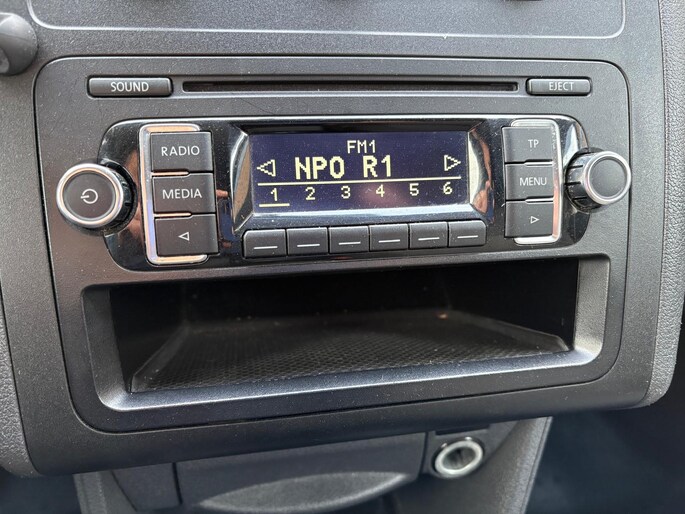 SOUND
EJECT
RADIO
FM1
TP
NPO R1
MEDIA
1 2 3 4 5 6
MENU